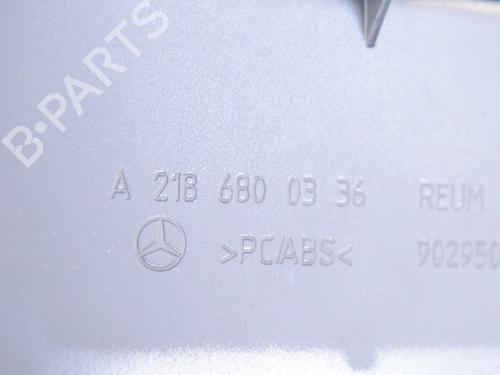 B-PARTS
A 218 680 03 36 REUM
>PC/ABS< 902950